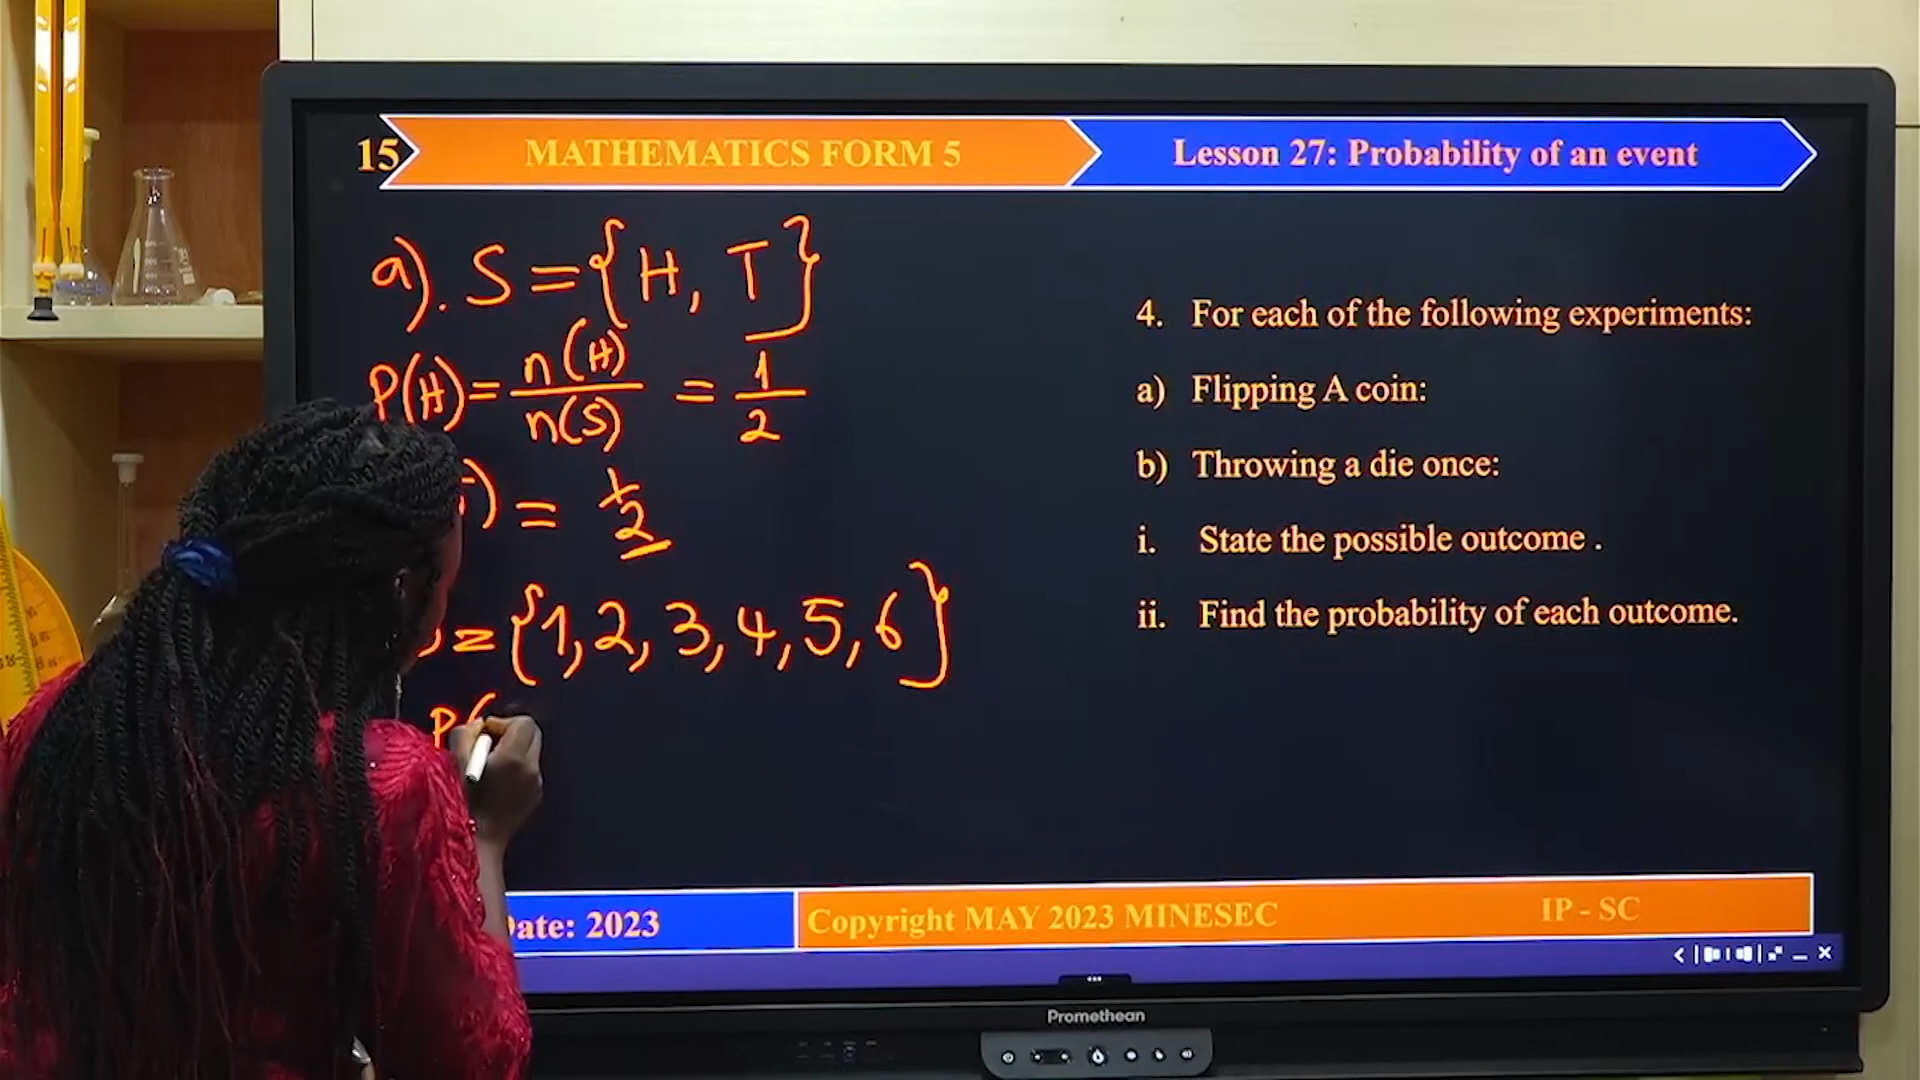 15 MATHEMATICS FORM 5 Lesson 27: Probability of an event
a). S = {H, T}
P(H) = n(H)/n(S) = 1/2
) = 1/2
= {1, 2, 3, 4, 5, 6}
P(
4. For each of the following experiments:
a) Flipping A coin:
b) Throwing a die once:
i. State the possible outcome .
ii. Find the probability of each outcome.
Date: 2023 Copyright MAY 2023 MINESEC IP - SC
Promethean